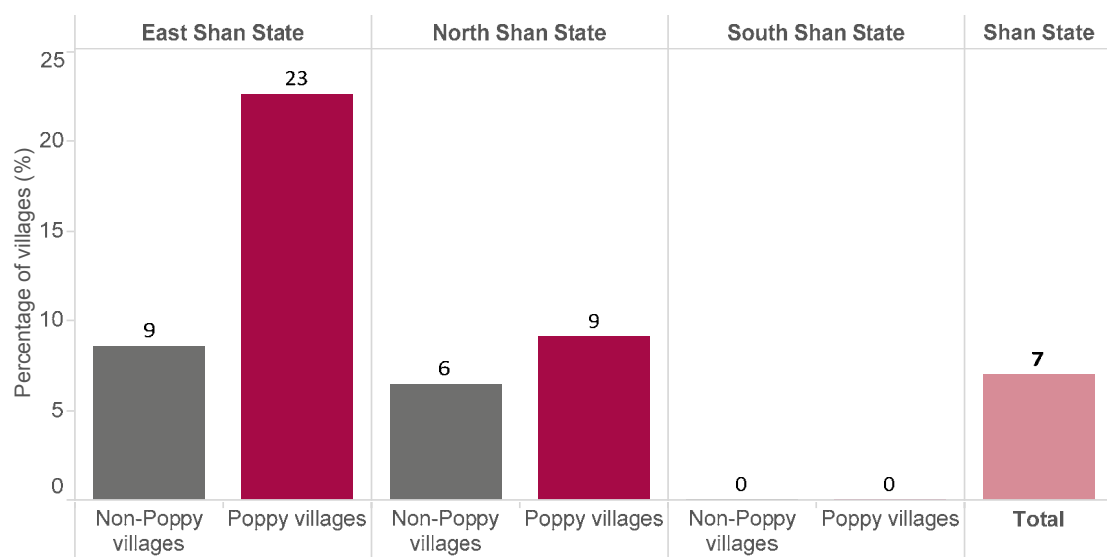 East Shan State
North Shan State
South Shan State
Shan State
Percentage of villages (%)
25
20
15
10
5
0
9
23
6
9
0
0
7
Non-Poppy
villages
Poppy villages
Non-Poppy
villages
Poppy villages
Non-Poppy
villages
Poppy villages
Total